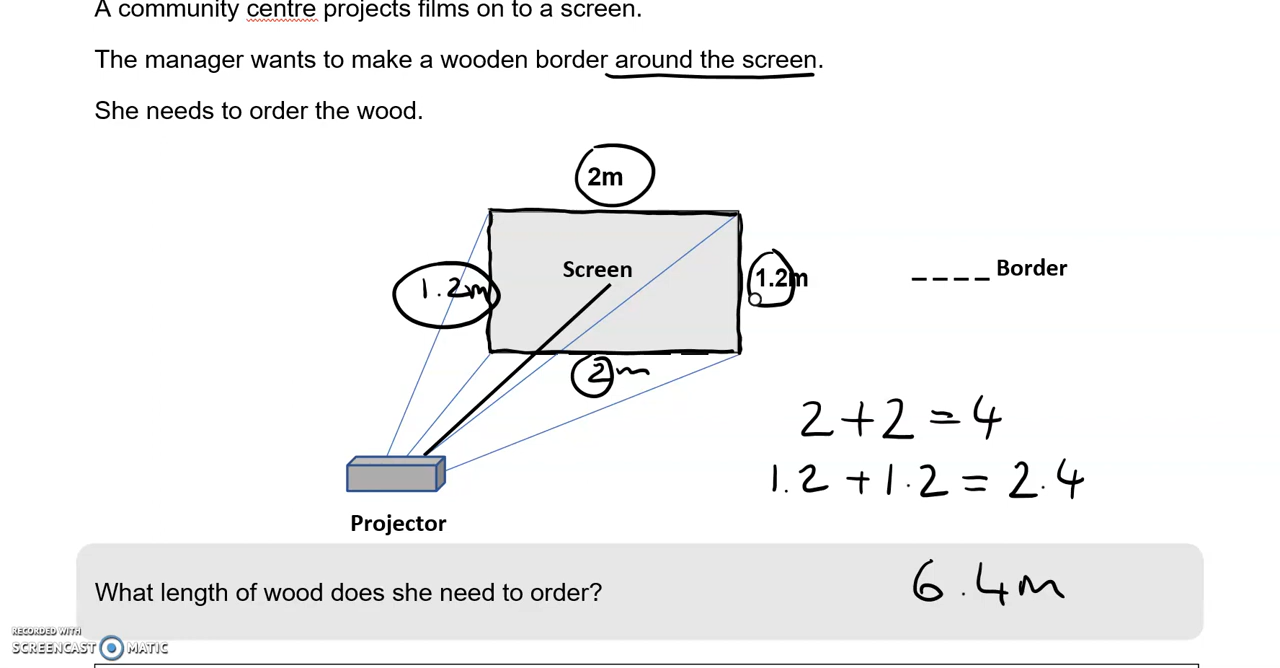 A community centre projects films on to a screen.
The manager wants to make a wooden border around the screen.
She needs to order the wood.
2m
Screen
1.2m
1.2m
Border
2m
2+2=4
1.2+1.2=2.4
Projector
What length of wood does she need to order?
6.4m
RECORDED WITH
SCREENCAST MATIC